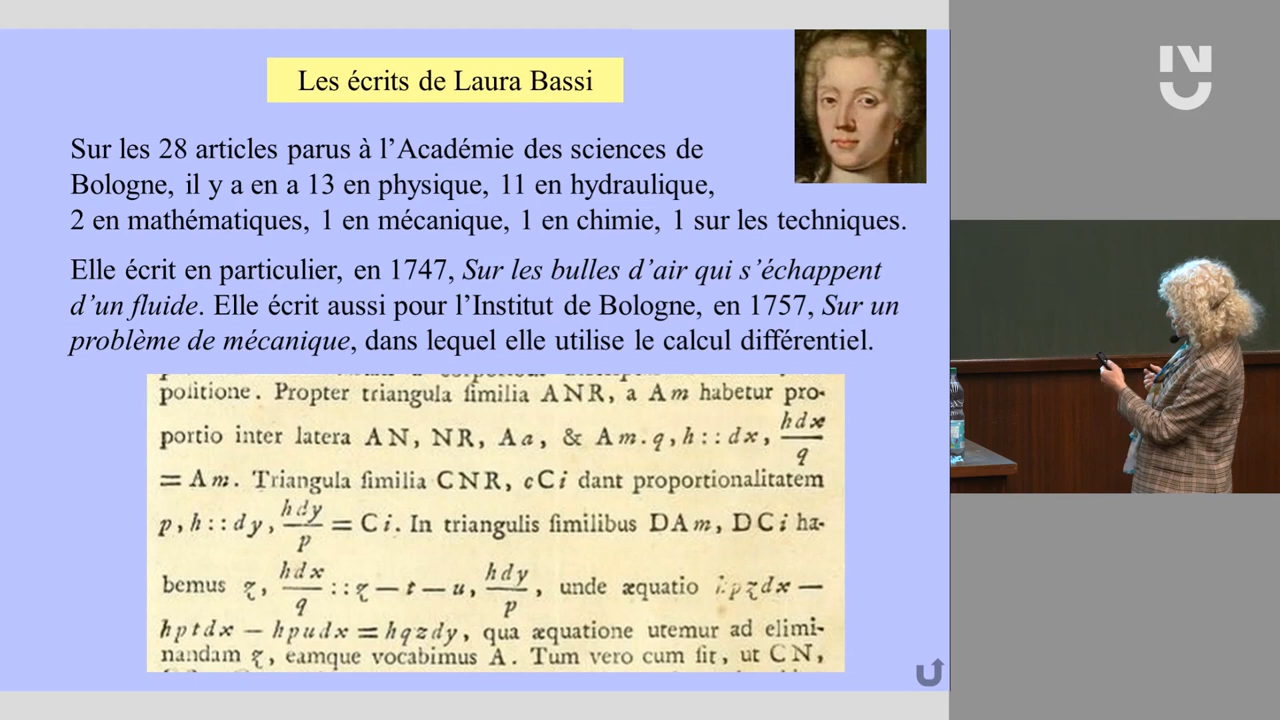 Les écrits de Laura Bassi
Sur les 28 articles parus à l’Académie des sciences de
Bologne, il y a en a 13 en physique, 11 en hydraulique,
2 en mathématiques, 1 en mécanique, 1 en chimie, 1 sur les techniques.
Elle écrit en particulier, en 1747, Sur les bulles d’air qui s’échappent
d’un fluide. Elle écrit aussi pour l’Institut de Bologne, en 1757, Sur un
problème de mécanique, dans lequel elle utilise le calcul différentiel.
poſitione. Propter triangula ſimilia ANR, a Am habetur pro-
portio inter latera AN, NR, Aa, & Am. q, h :: dx, hdx/q
= Am. Triangula ſimilia CNR, cCi dant proportionalitatem
p, h :: dy, hdy/p = Ci. In triangulis ſimilibus DAm, DCi ha-
bemus z, hdx/q :: z — t — u, hdy/p, unde æquatio hpzdx —
hptdx — hpudx = hqzdy, qua æquatione utemur ad elimi-
nandam z, eamque vocabimus A. Tum vero cum ſit, ut CN,